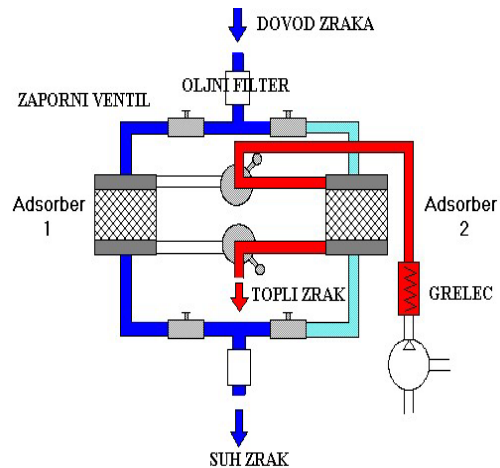 DOVOD ZRAKA
OLJNI FILTER
ZAPORNI VENTIL
Adsorber
1
Adsorber
2
TOPLI ZRAK
GRELEC
SUH ZRAK